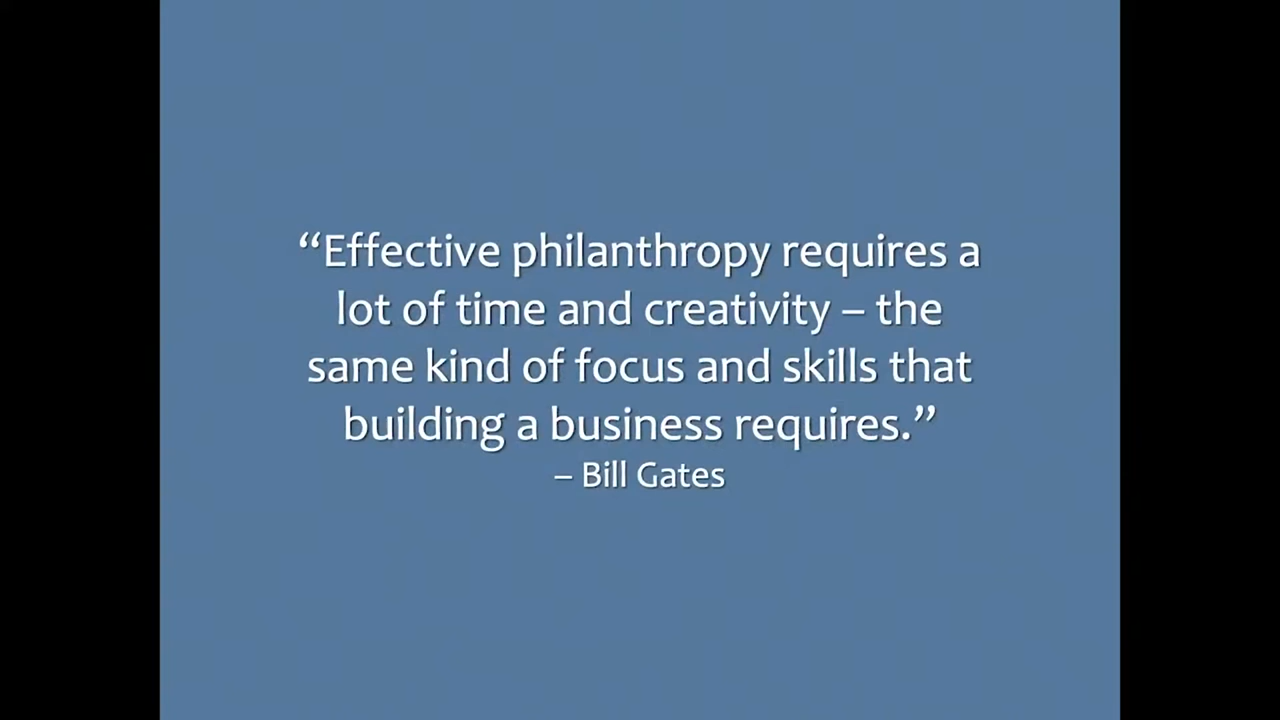 “Effective philanthropy requires a
lot of time and creativity – the
same kind of focus and skills that
building a business requires.”
– Bill Gates